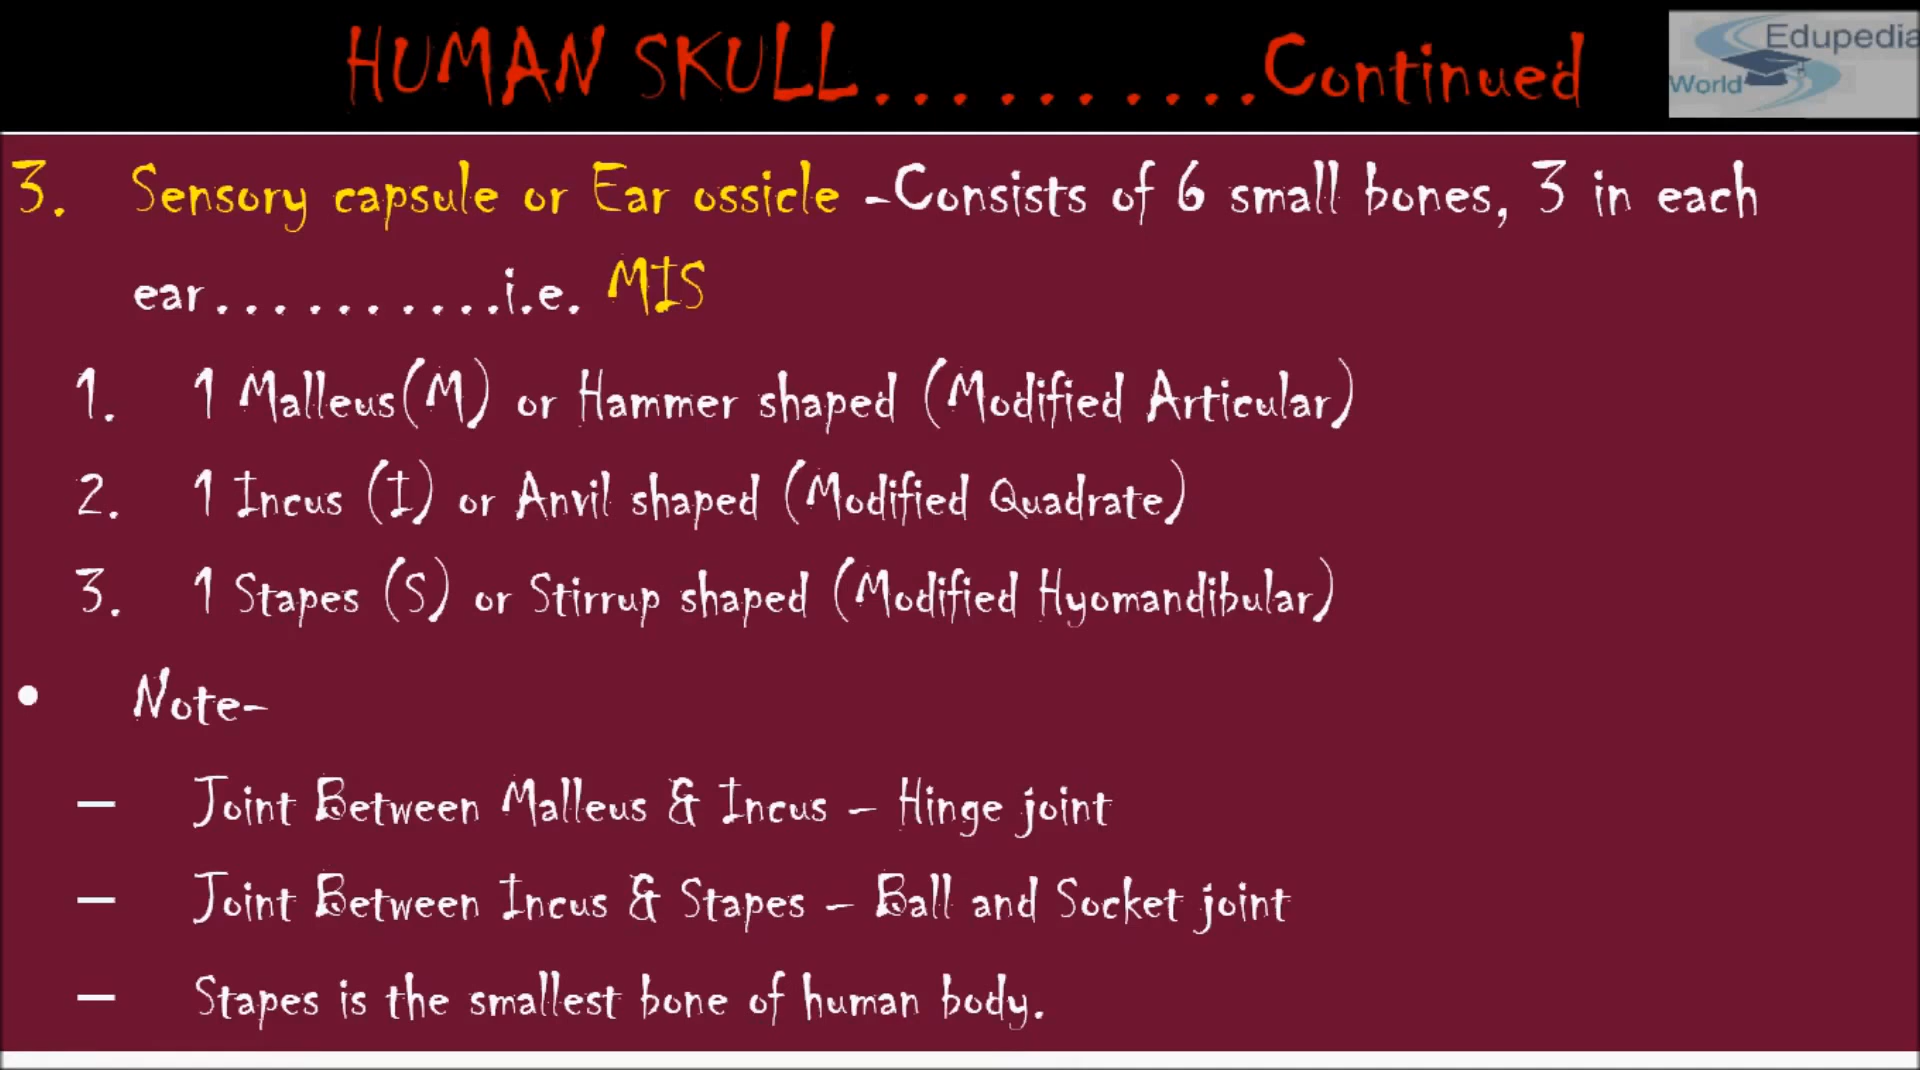 HUMAN SKULL..........Continued
Edupedia
World
3. Sensory capsule or Ear ossicle -Consists of 6 small bones, 3 in each
ear..........i.e. MIS
1. 1 Malleus(M) or Hammer shaped (Modified Articular)
2. 1 Incus (I) or Anvil shaped (Modified Quadrate)
3. 1 Stapes (S) or Stirrup shaped (Modified Hyomandibular)
• Note-
– Joint Between Malleus & Incus – Hinge joint
– Joint Between Incus & Stapes – Ball and Socket joint
– Stapes is the smallest bone of human body.